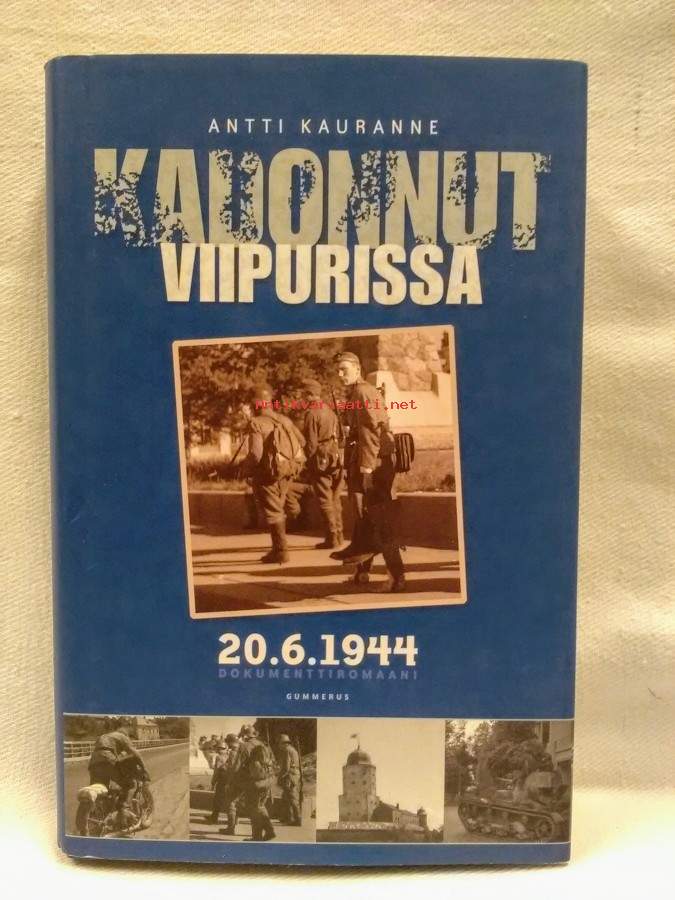 ANTTI KAURANNE
KADONNUT
VIIPURISSA
antikvariaatti.net
20.6.1944
DOKUMENTTIROMAANI
GUMMERUS